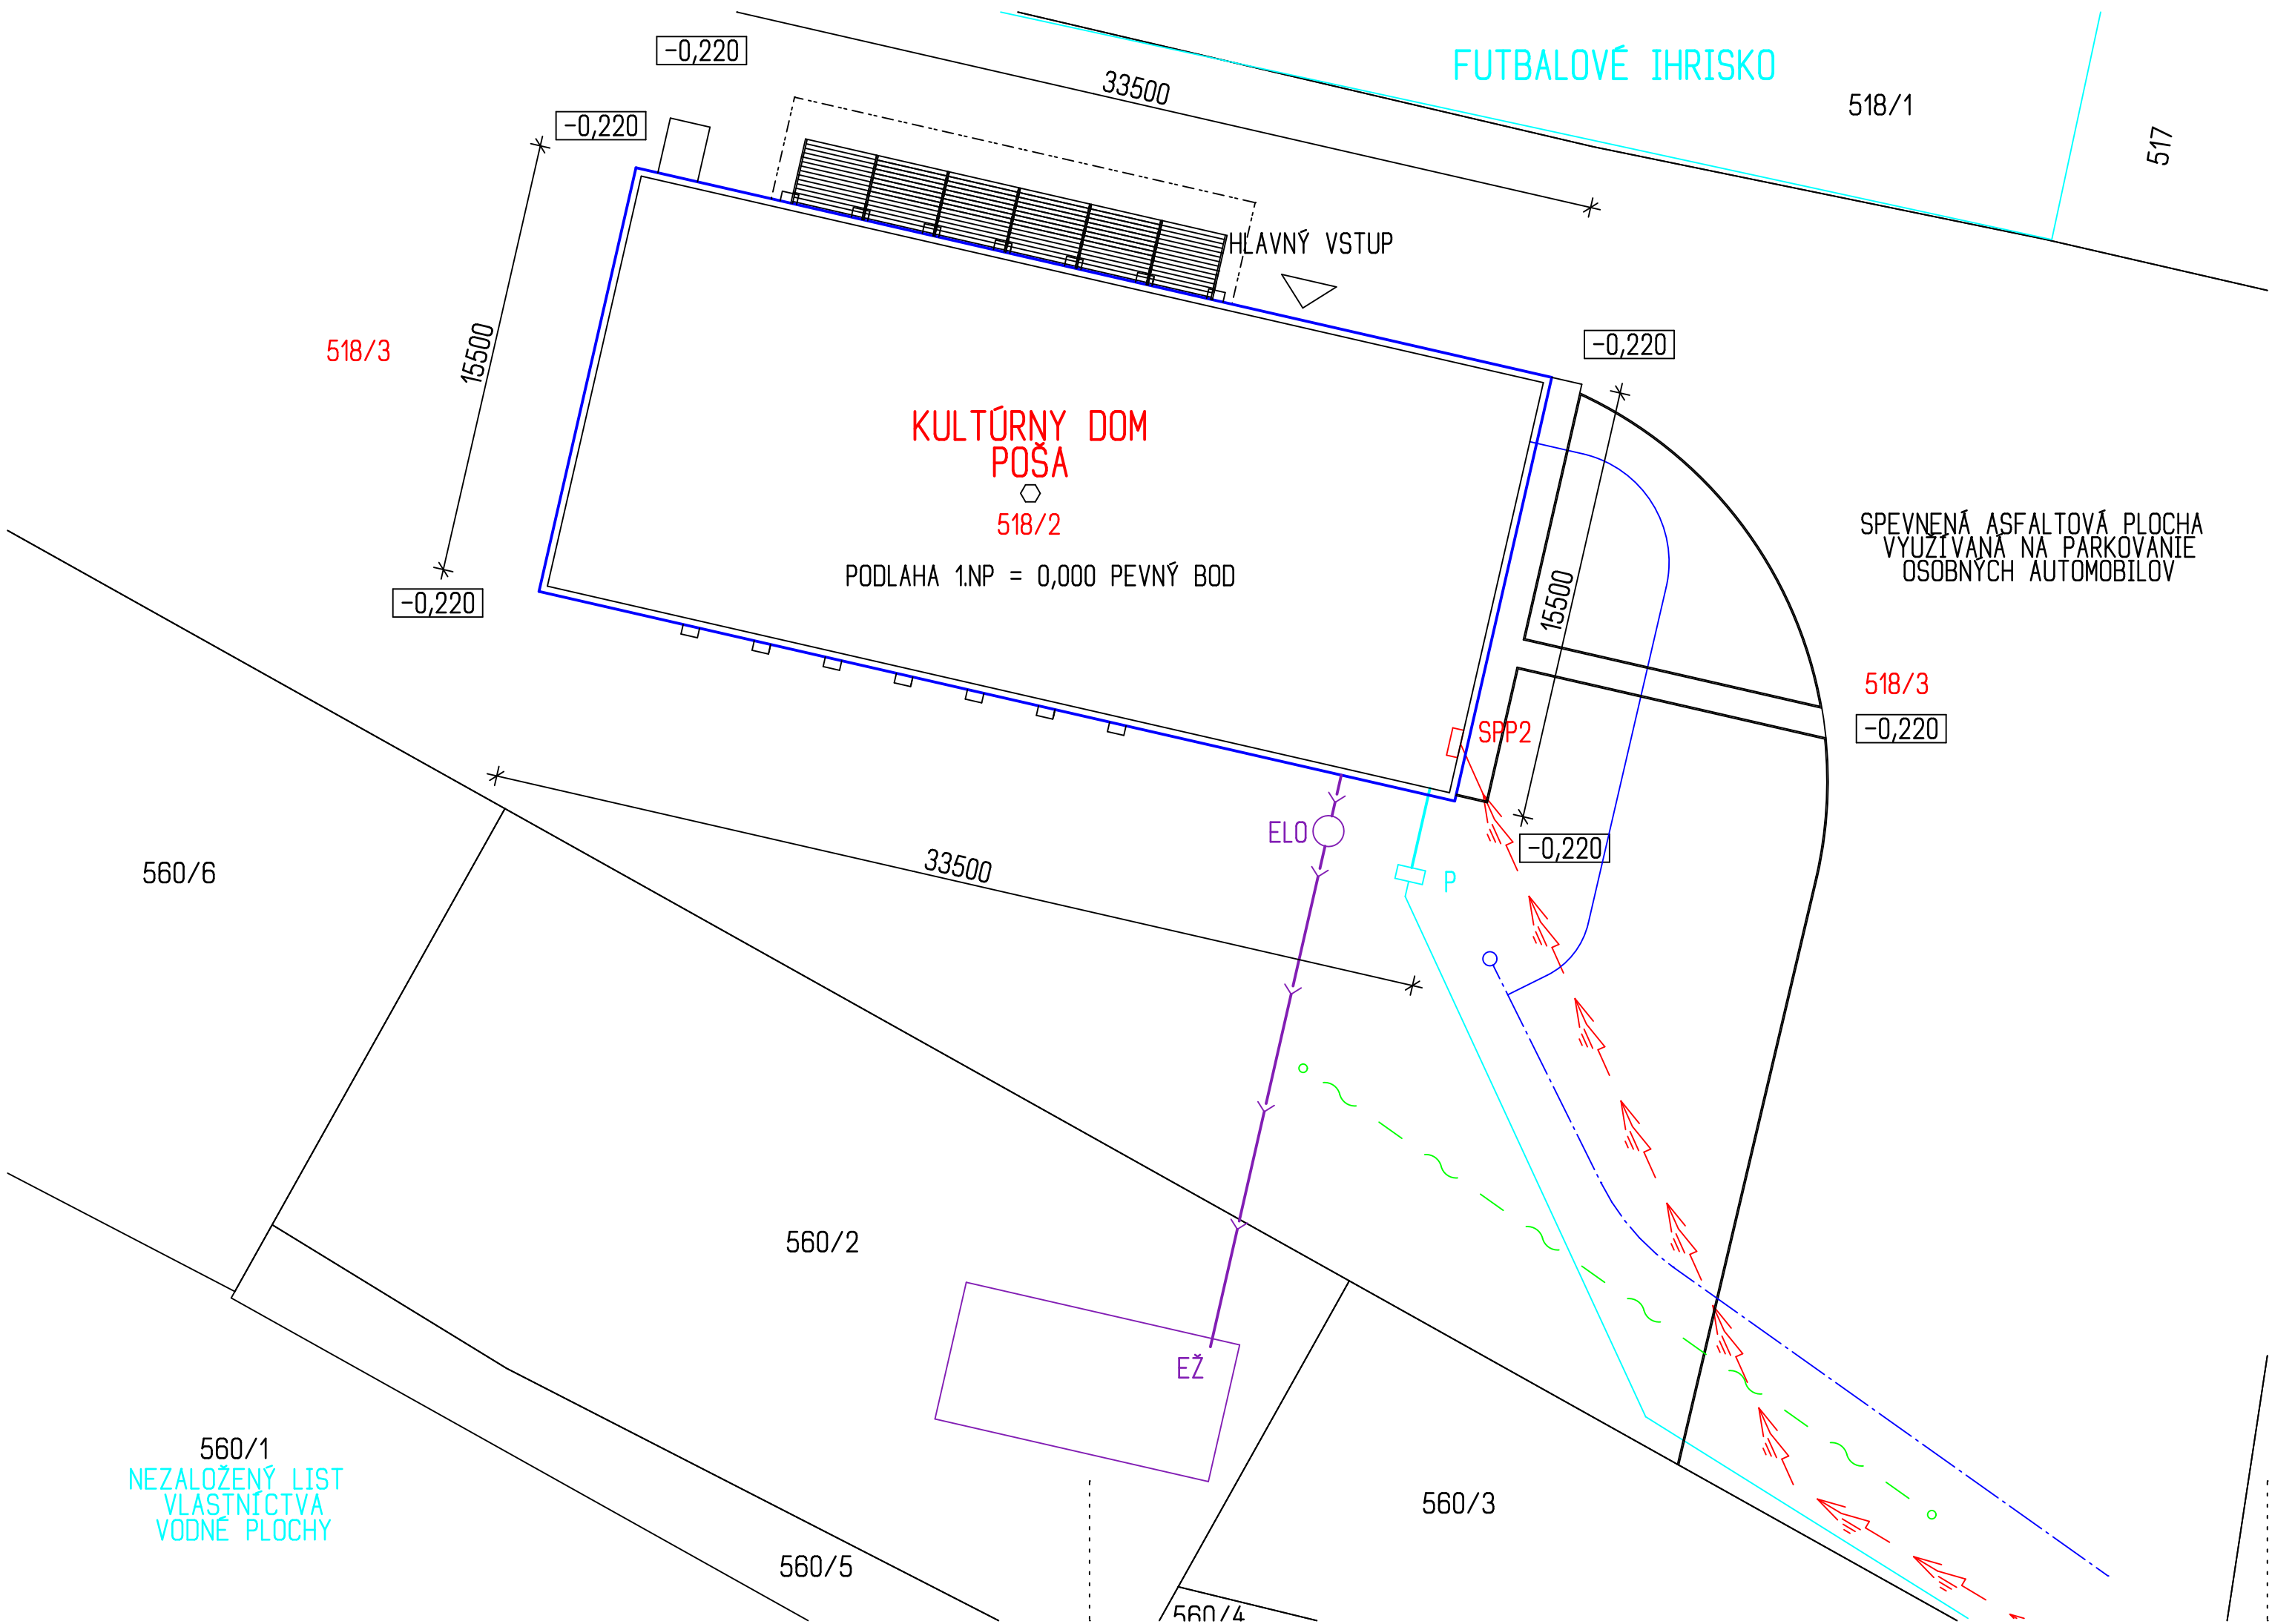 -0,220
FUTBALOVÉ IHRISKO
33500
518/1
-0,220
517
HLAVNÝ VSTUP
15500
518/3
-0,220
KULTÚRNY DOM
POŠA
518/2
SPEVNENÁ ASFALTOVÁ PLOCHA
VYUŽÍVANÁ NA PARKOVANIE
OSOBNÝCH AUTOMOBILOV
PODLAHA 1.NP = 0,000 PEVNÝ BOD
-0,220
15500
518/3
-0,220
SPP2
ELO
-0,220
33500
P
560/6
560/2
EŽ
560/1
NEZALOŽENÝ LIST
VLASTNÍCTVA
VODNÉ PLOCHY
560/3
560/5
560/4